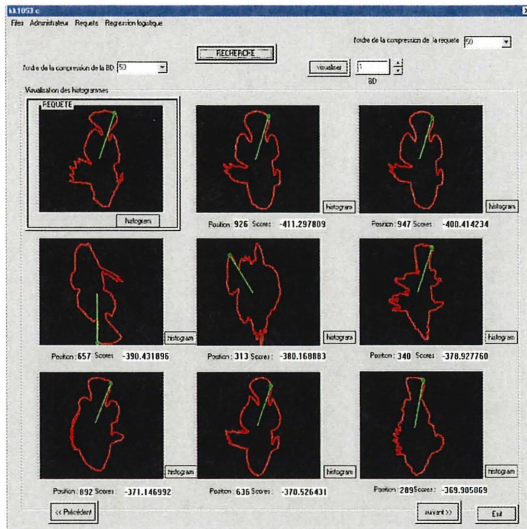 kk1053 c
Files Administrateur Requets Regression logistique
l'ordre de la compression de la requete 50
RECHERCHE
l'ordre de la compression de la BD 50
visualiser 1
BD
Visualisation des histogrammes
REQUETE
histogram
histogram
histogram
Position : 926 Scores -411.297809
Position : 947 Scores -400.414234
histogram
histogram
histogram
Position : 657 Scores -390.431896
Position : 313 Scores : -380.168883
Position : 340 Scores -378.927760
histogram
histogram
histogram
Position : 892 Scores -371.146992
Position : 636 Scores -370.526431
Position : 289 Scores : -369.905069
<< Précédent
suivant >>
Exit